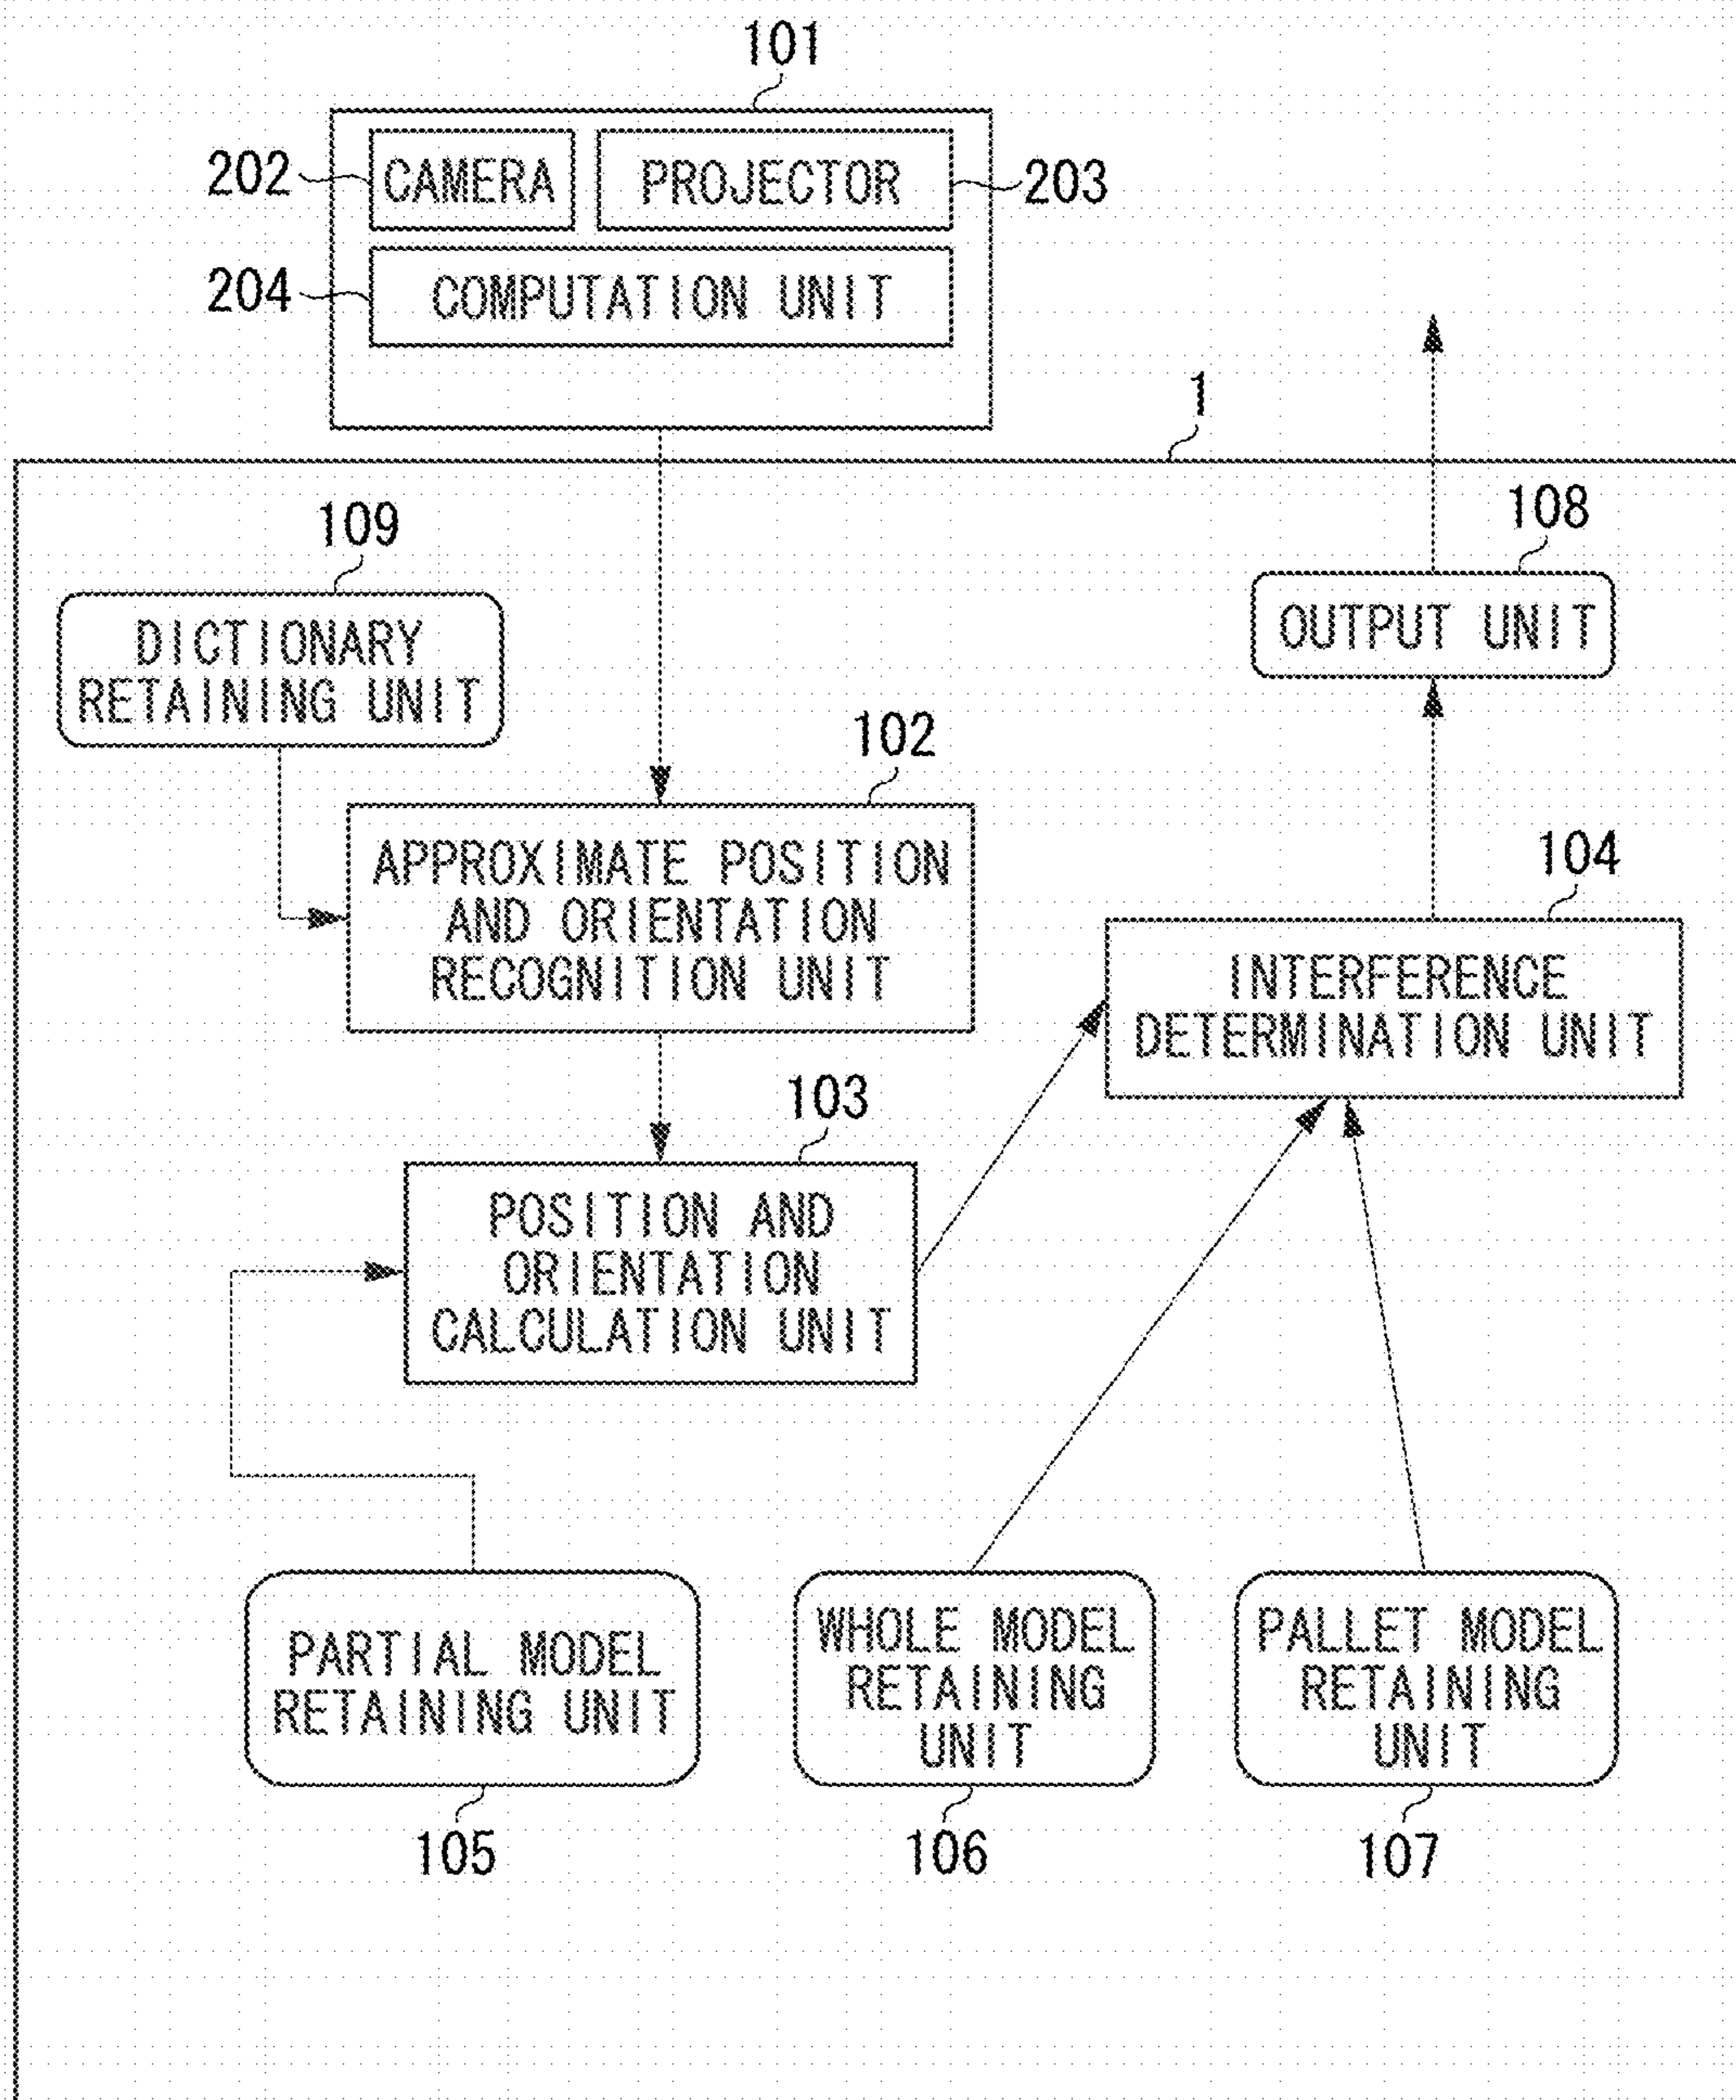 101
202
CAMERA
PROJECTOR
203
204
COMPUTATION UNIT
1
109
108
DICTIONARY
RETAINING UNIT
OUTPUT UNIT
102
APPROXIMATE POSITION
AND ORIENTATION
RECOGNITION UNIT
104
INTERFERENCE
DETERMINATION UNIT
103
POSITION AND
ORIENTATION
CALCULATION UNIT
PARTIAL MODEL
RETAINING UNIT
WHOLE MODEL
RETAINING
UNIT
PALLET MODEL
RETAINING
UNIT
105
106
107